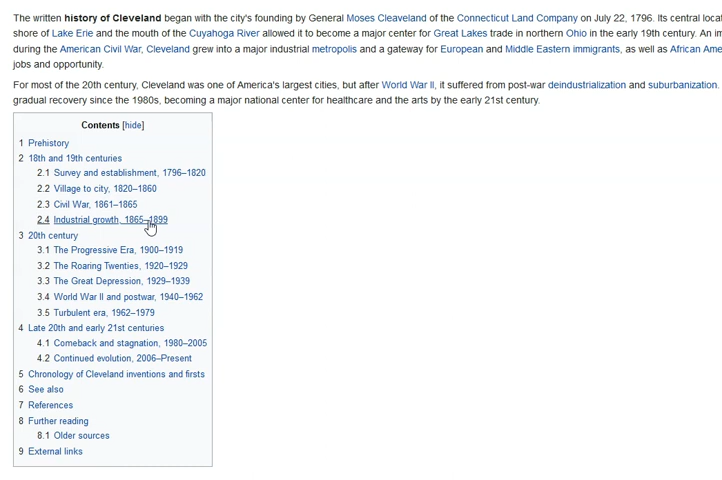 The written history of Cleveland began with the city's founding by General Moses Cleaveland of the Connecticut Land Company on July 22, 1796. Its central
shore of Lake Erie and the mouth of the Cuyahoga River allowed it to become a major center for Great Lakes trade in northern Ohio in the early 19th century. An
during the American Civil War, Cleveland grew into a major industrial metropolis and a gateway for European and Middle Eastern immigrants, as well as African
jobs and opportunity.
For most of the 20th century, Cleveland was one of America's largest cities, but after World War II, it suffered from post-war deindustrialization and suburbanization.
gradual recovery since the 1980s, becoming a major national center for healthcare and the arts by the early 21st century.
Contents [hide]
1 Prehistory
2 18th and 19th centuries
2.1 Survey and establishment, 1796–1820
2.2 Village to city, 1820–1860
2.3 Civil War, 1861–1865
2.4 Industrial growth, 1865–1899
3 20th century
3.1 The Progressive Era, 1900–1919
3.2 The Roaring Twenties, 1920–1929
3.3 The Great Depression, 1929–1939
3.4 World War II and postwar, 1940–1962
3.5 Turbulent era, 1962–1979
4 Late 20th and early 21st centuries
4.1 Comeback and stagnation, 1980–2005
4.2 Continued evolution, 2006–Present
5 Chronology of Cleveland inventions and firsts
6 See also
7 References
8 Further reading
8.1 Older sources
9 External links